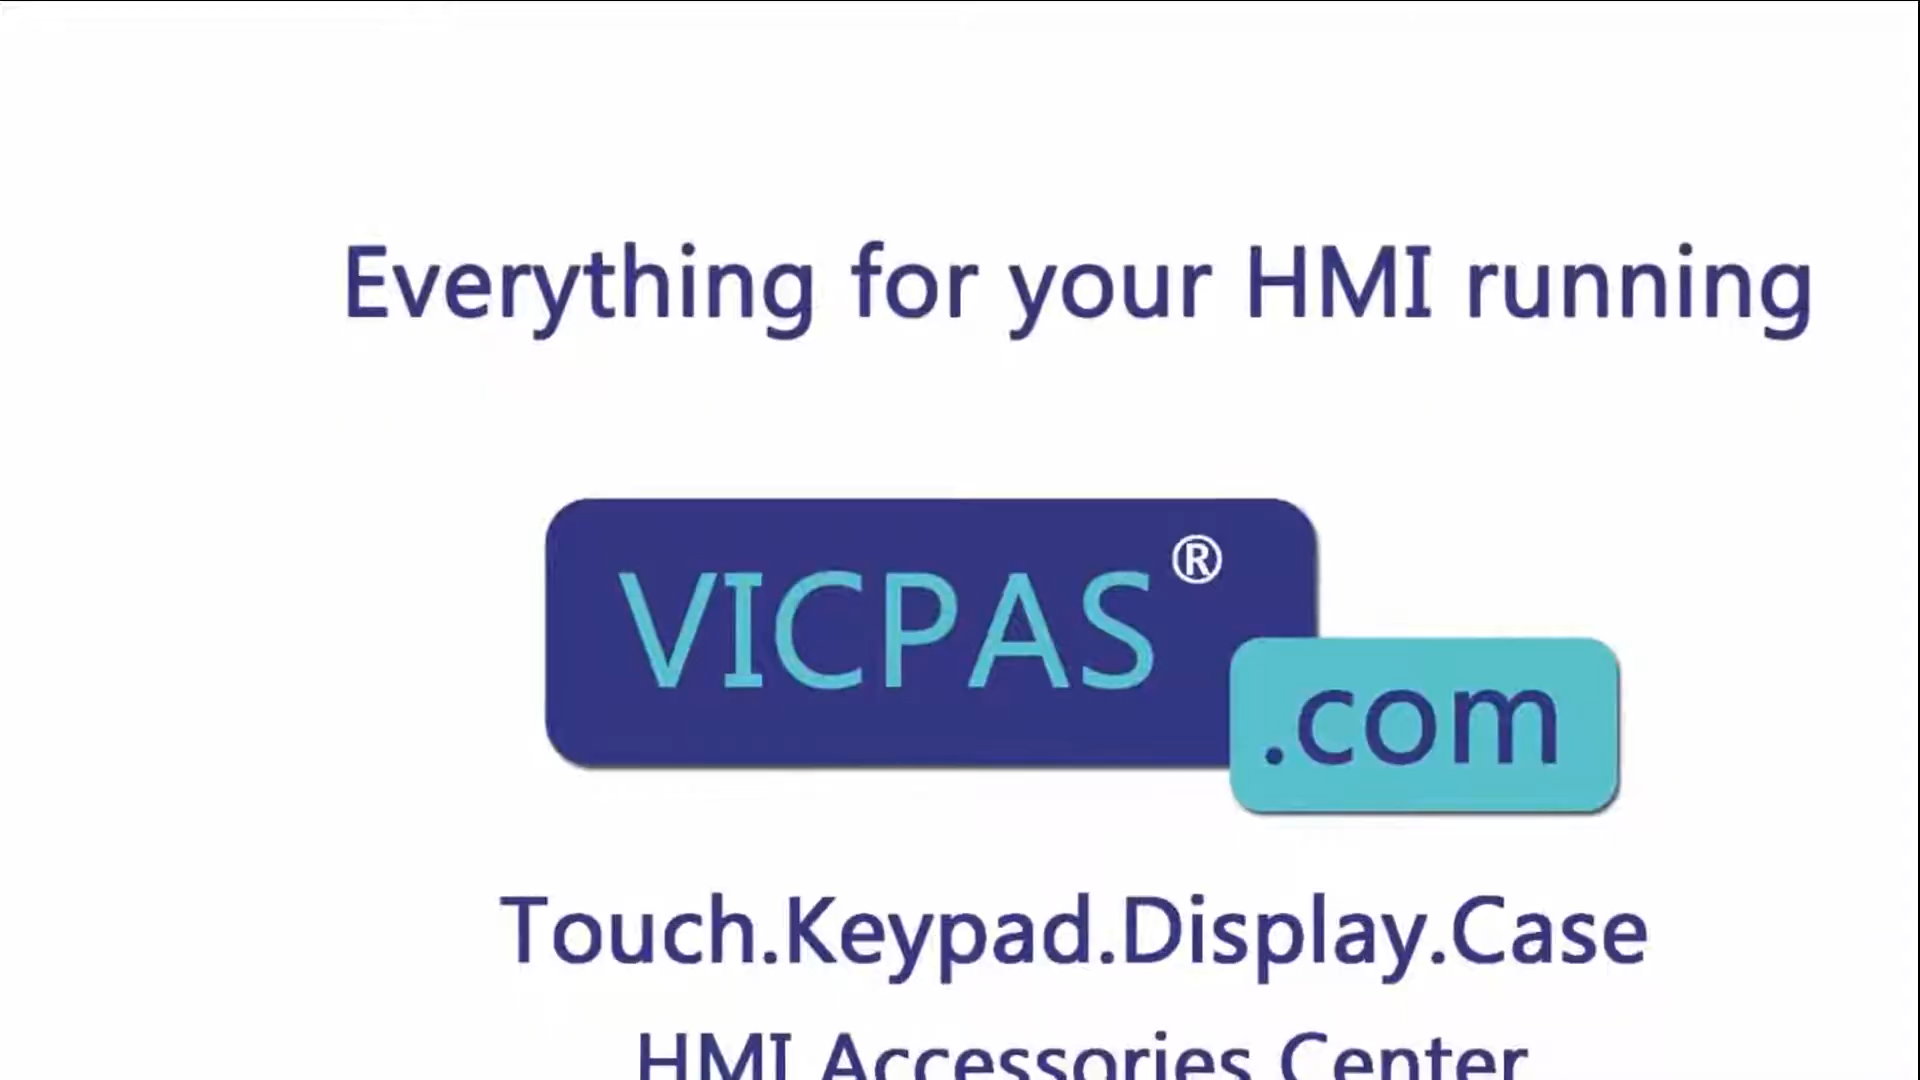 Everything for your HMI running
VICPAS®
.com
Touch.Keypad.Display.Case
HMI Accessories Center